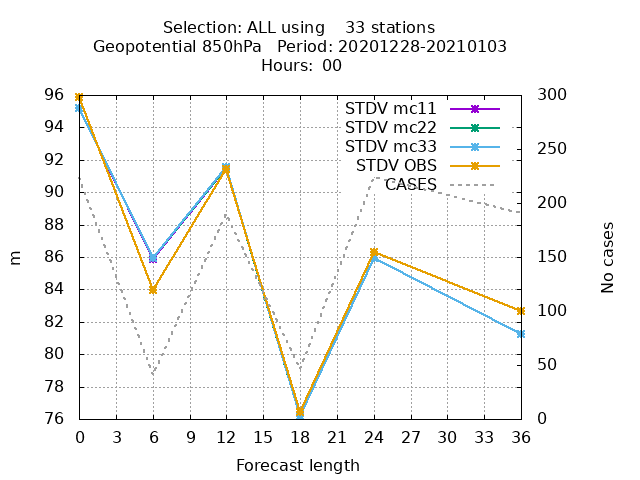 Selection: ALL using    33 stations
Geopotential 850hPa   Period: 20201228-20210103
Hours: 00
STDV mc11
STDV mc22
STDV mc33
STDV OBS
CASES
96
94
92
90
88
86
84
82
80
78
76
300
250
200
150
100
50
0
m
No cases
0 3 6 9 12 15 18 21 24 27 30 33 36
Forecast length